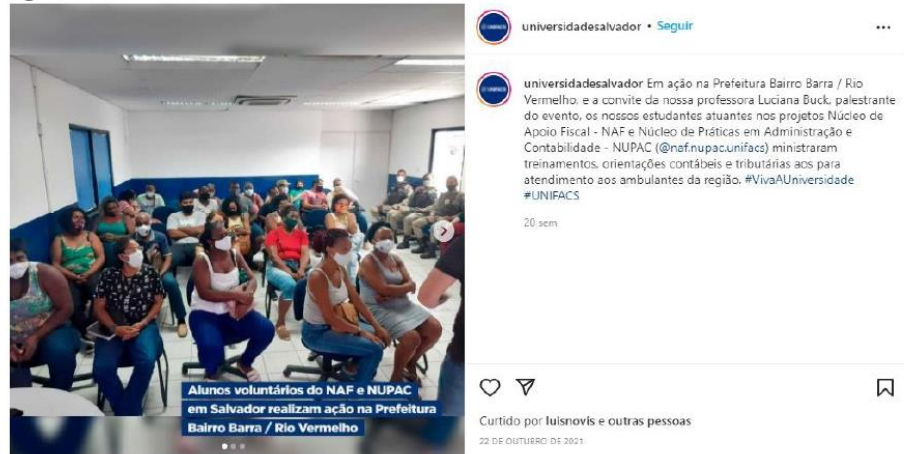 Alunos voluntários do NAF e NUPAC
em Salvador realizam ação na Prefeitura
Bairro Barra / Rio Vermelho
UNIFACS
universidadesalvador • Seguir
UNIFACS
universidadesalvador Em ação na Prefeitura Bairro Barra / Rio
Vermelho, e a convite da nossa professora Luciana Buck, palestrante
do evento, os nossos estudantes atuantes nos projetos Núcleo de
Apoio Fiscal - NAF e Núcleo de Práticas em Administração e
Contabilidade - NUPAC (@naf.nupac.unifacs) ministraram
treinamentos, orientações contábeis e tributárias aos para
atendimento aos ambulantes da região. #VivaAUniversidade
#UNIFACS
20 sem
Curtido por luisnovis e outras pessoas
22 DE OUTUBRO DE 2021